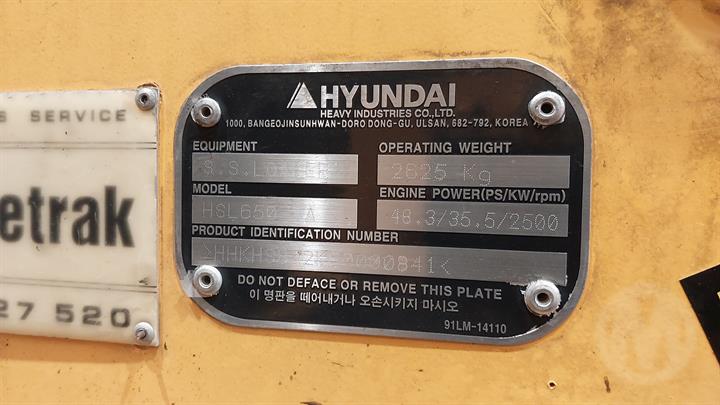 S SERVICE
etrak
27 520
HYUNDAI
HEAVY INDUSTRIES CO.,LTD.
1000, BANGEOJINSUNHWAN-DORO DONG-GU, ULSAN, 682-792, KOREA
EQUIPMENT
S.S.LOADER
OPERATING WEIGHT
2625 Kg
MODEL
HSL650 A
ENGINE POWER(PS/KW/rpm)
48.3/35.5/2500
PRODUCT IDENTIFICATION NUMBER
DO NOT DEFACE OR REMOVE THIS PLATE
이 명판을 떼어내거나 오손시키지 마시오
91LM-14110